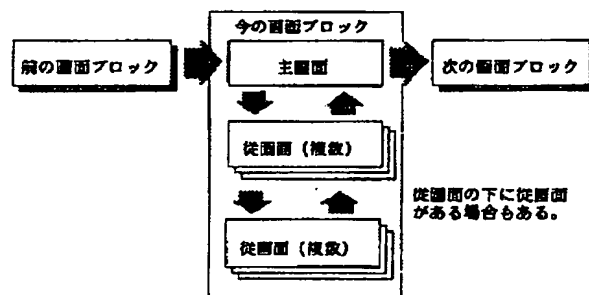 今の画面ブロック
前の画面ブロック
主画面
次の画面ブロック
従画面（複数）
従画面の下に従画面
がある場合もある。
従画面（複数）